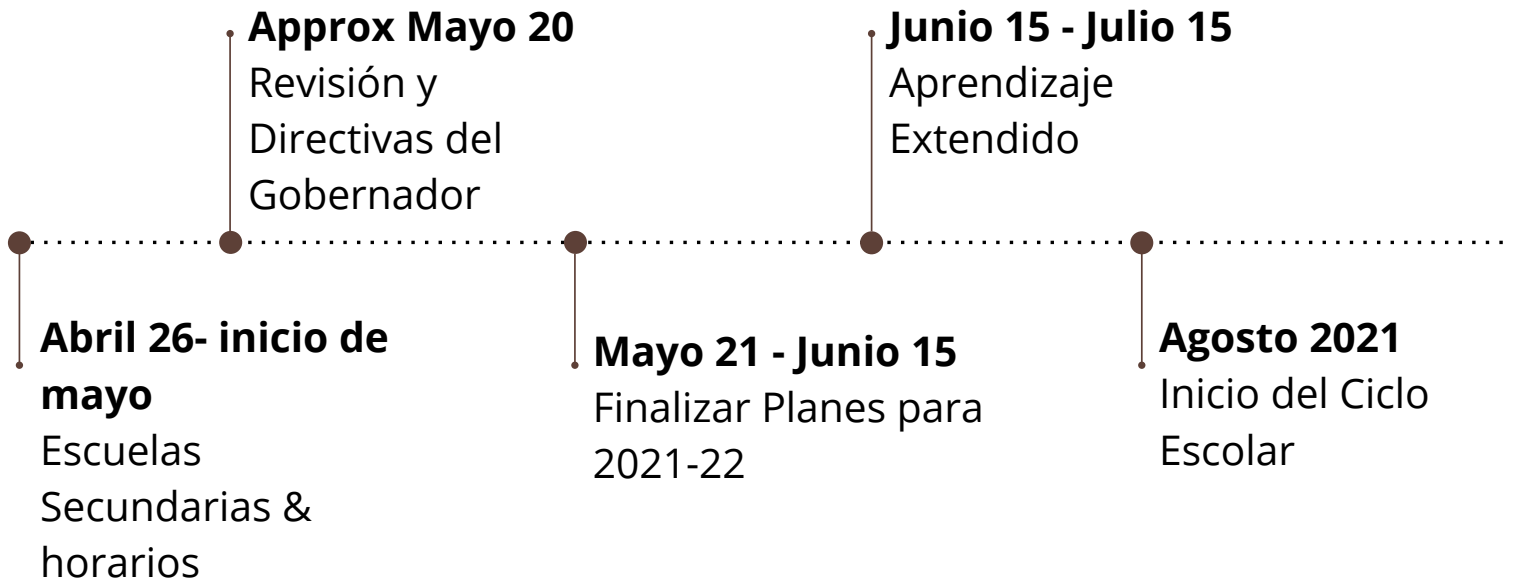 Approx Mayo 20
Revisión y
Directivas del
Gobernador
Junio 15 - Julio 15
Aprendizaje
Extendido
Abril 26- inicio de
mayo
Escuelas
Secundarias &
horarios
Mayo 21 - Junio 15
Finalizar Planes para
2021-22
Agosto 2021
Inicio del Ciclo
Escolar